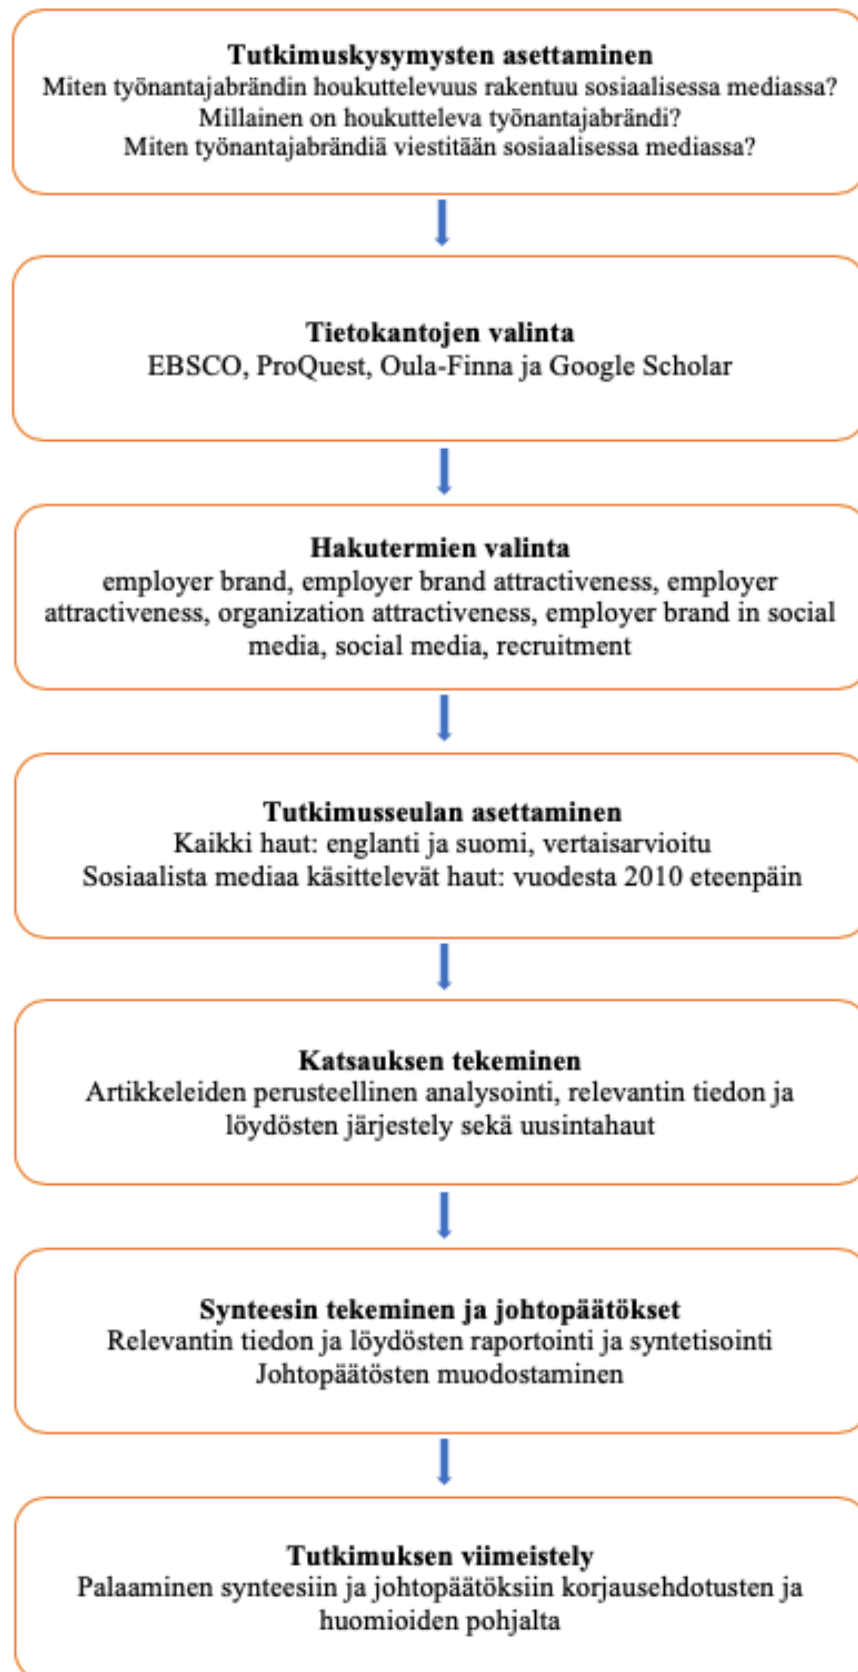 Tutkimuskysymysten asettaminen
Miten työnantajabrändin houkuttelevuus rakentuu sosiaalisessa mediassa?
Millainen on houkutteleva työnantajabrändi?
Miten työnantajabrändiä viestitään sosiaalisessa mediassa?
Tietokantojen valinta
EBSCO, ProQuest, Oula-Finna ja Google Scholar
Hakutermien valinta
employer brand, employer brand attractiveness, employer
attractiveness, organization attractiveness, employer brand in social
media, social media, recruitment
Tutkimusseulan asettaminen
Kaikki haut: englanti ja suomi, vertaisarvioitu
Sosiaalista mediaa käsittelevät haut: vuodesta 2010 eteenpäin
Katsauksen tekeminen
Artikkeleiden perusteellinen analysointi, relevantin tiedon ja
löydösten järjestely sekä uusintahaut
Synteesin tekeminen ja johtopäätökset
Relevantin tiedon ja löydösten raportointi ja syntetisointi
Johtopäätösten muodostaminen
Tutkimuksen viimeistely
Palaaminen synteesiin ja johtopäätöksiin korjausehdotusten ja
huomioiden pohjalta